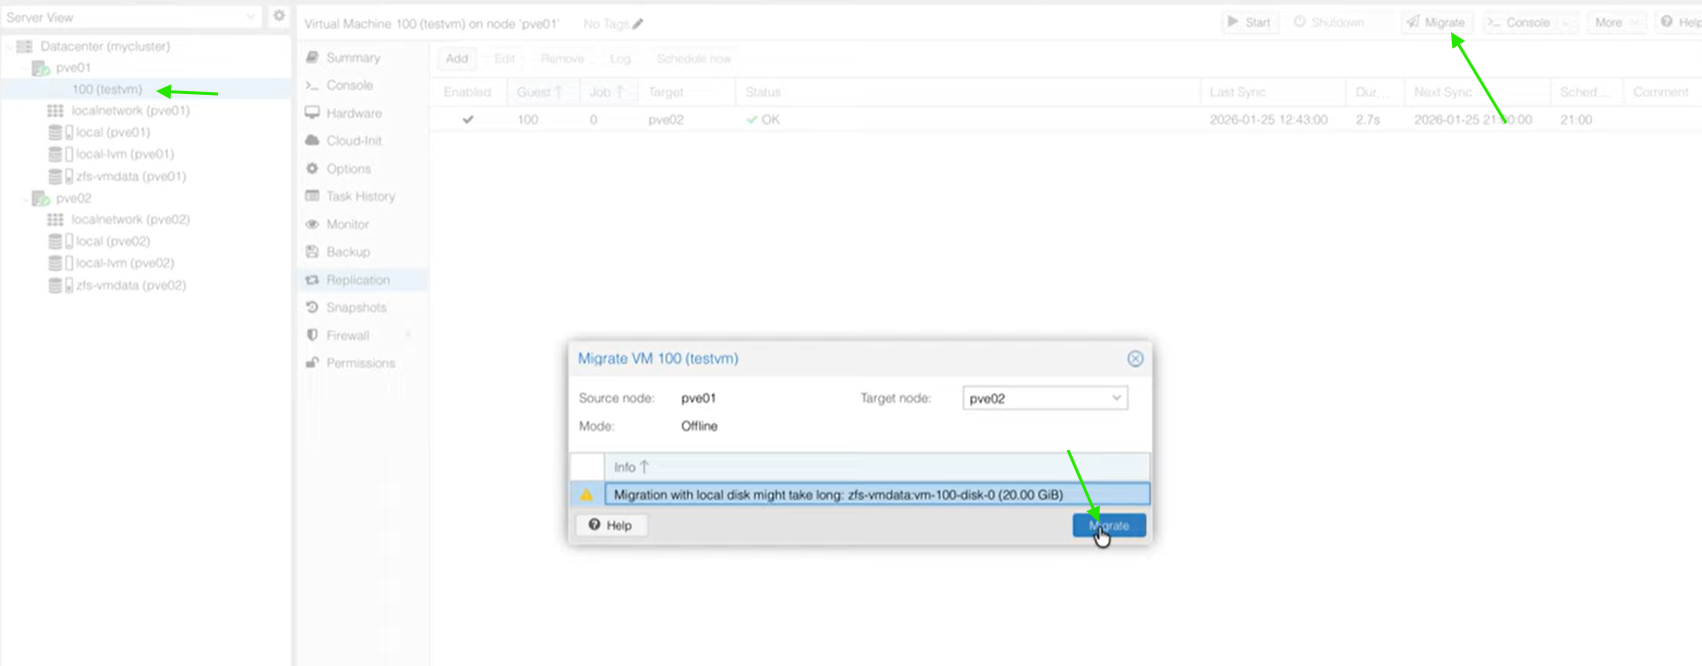 Server View
Virtual Machine 100 (testvm) on node 'pve01' No Tags Start Shutdown Migrate Console More Help
Datacenter (mycluster)
pve01
100 (testvm)
localnetwork (pve01)
local (pve01)
local-lvm (pve01)
zfs-vmdata (pve01)
pve02
localnetwork (pve02)
local (pve02)
local-lvm (pve02)
zfs-vmdata (pve02)
Summary
Console
Hardware
Cloud-Init
Options
Task History
Monitor
Backup
Replication
Snapshots
Firewall
Permissions
Add Edit Remove Log Schedule now
Enabled Guest ↑ Job ↑ Target Status Last Sync Dur... Next Sync Sched... Comment
100 0 pve02 OK 2026-01-25 12:43:00 2.7s 2026-01-25 21:00:00 21:00
Migrate VM 100 (testvm)
Source node: pve01 Target node: pve02
Mode: Offline
Info ↑
Migration with local disk might take long: zfs-vmdata:vm-100-disk-0 (20.00 GiB)
Help Migrate